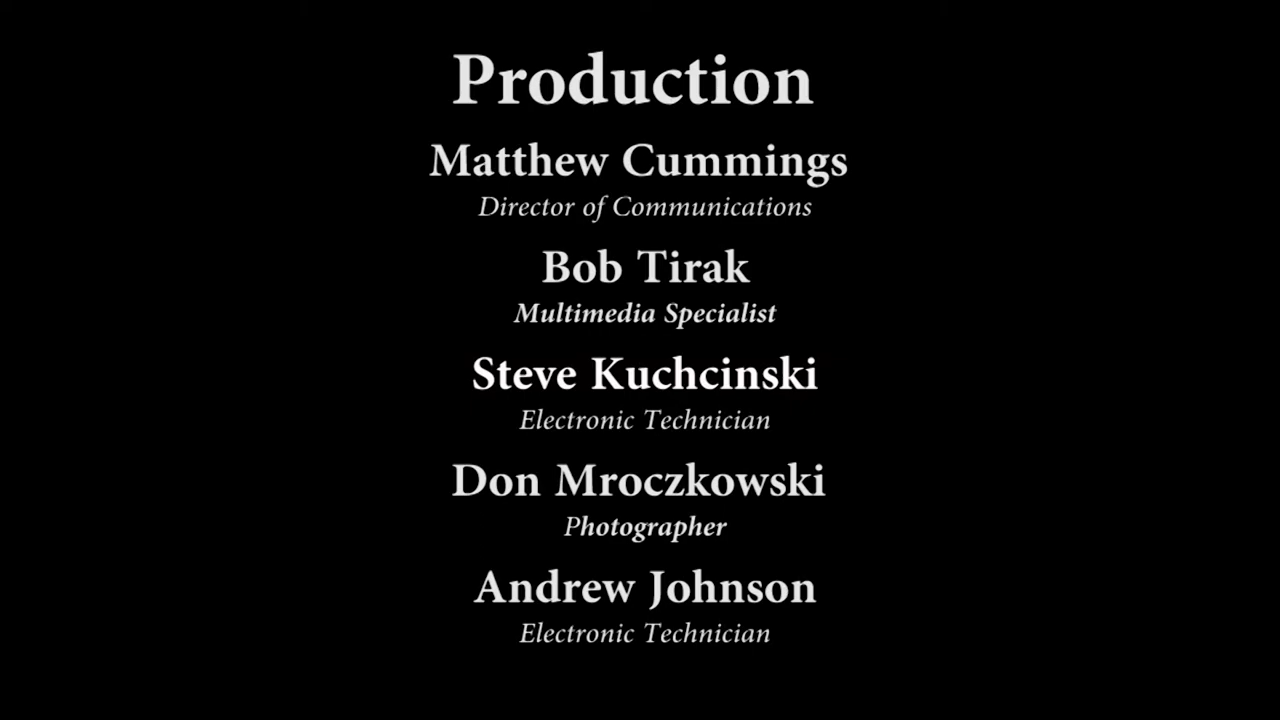 Production
Matthew Cummings
Director of Communications
Bob Tirak
Multimedia Specialist
Steve Kuchcinski
Electronic Technician
Don Mroczkowski
Photographer
Andrew Johnson
Electronic Technician